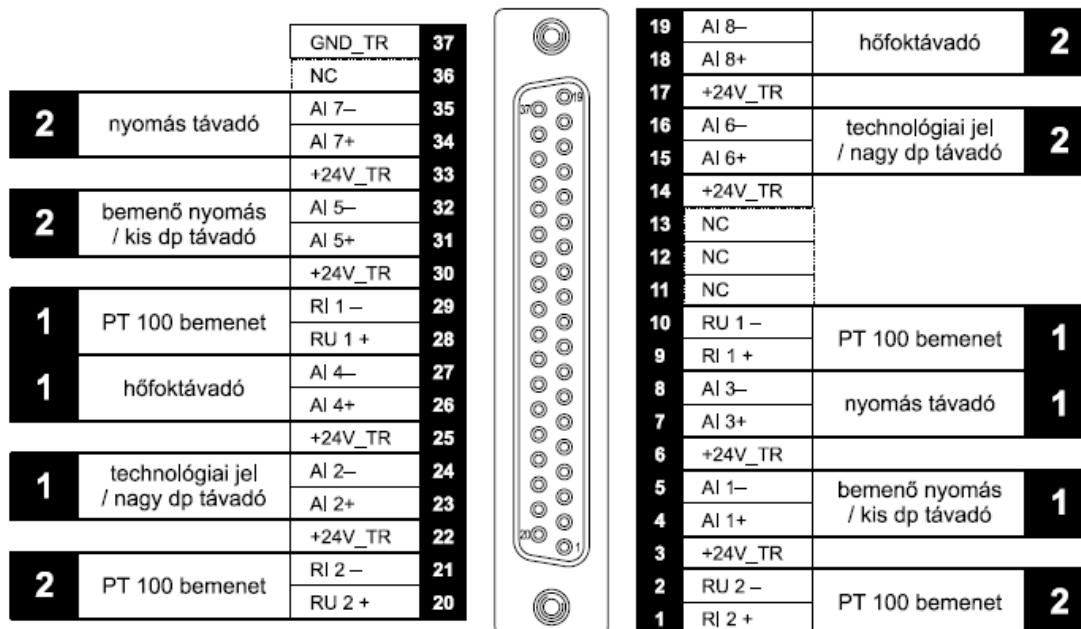 GND_TR 37
NC 36
2 nyomás távadó AI 7– 35
AI 7+ 34
+24V_TR 33
2 bemenő nyomás / kis dp távadó AI 5– 32
AI 5+ 31
+24V_TR 30
1 PT 100 bemenet RI 1 – 29
RU 1 + 28
1 hőfoktávadó AI 4– 27
AI 4+ 26
+24V_TR 25
1 technológiai jel / nagy dp távadó AI 2– 24
AI 2+ 23
+24V_TR 22
2 PT 100 bemenet RI 2 – 21
RU 2 + 20
37 19
20 1
19 AI 8– hőfoktávadó 2
18 AI 8+
17 +24V_TR
16 AI 6– technológiai jel / nagy dp távadó 2
15 AI 6+
14 +24V_TR
13 NC
12 NC
11 NC
10 RU 1 – PT 100 bemenet 1
9 RI 1 +
8 AI 3– nyomás távadó 1
7 AI 3+
6 +24V_TR
5 AI 1– bemenő nyomás / kis dp távadó 1
4 AI 1+
3 +24V_TR
2 RU 2 – PT 100 bemenet 2
1 RI 2 +